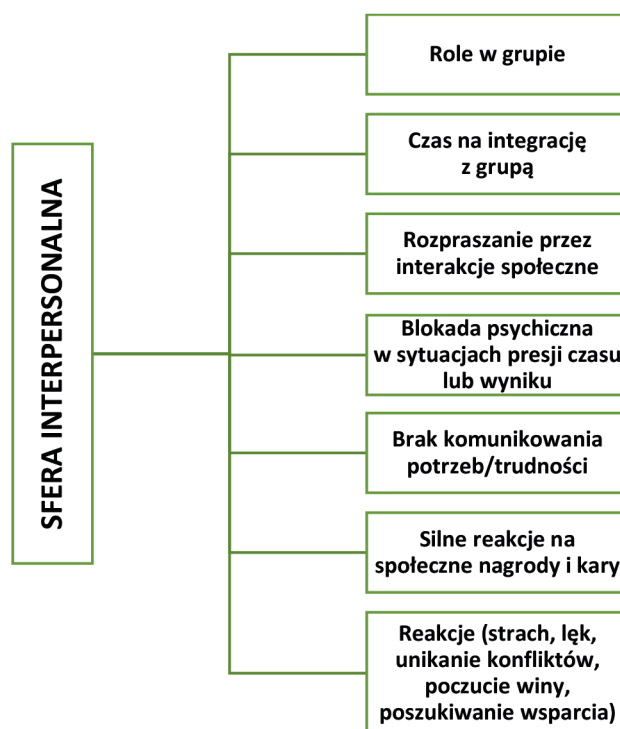 SFERA INTERPERSONALNA
Role w grupie
Czas na integrację
z grupą
Rozpraszanie przez
interakcje społeczne
Blokada psychiczna
w sytuacjach presji czasu
lub wyniku
Brak komunikowania
potrzeb/trudności
Silne reakcje na
społeczne nagrody i kary
Reakcje (strach, lęk,
unikanie konfliktów,
poczucie winy,
poszukiwanie wsparcia)